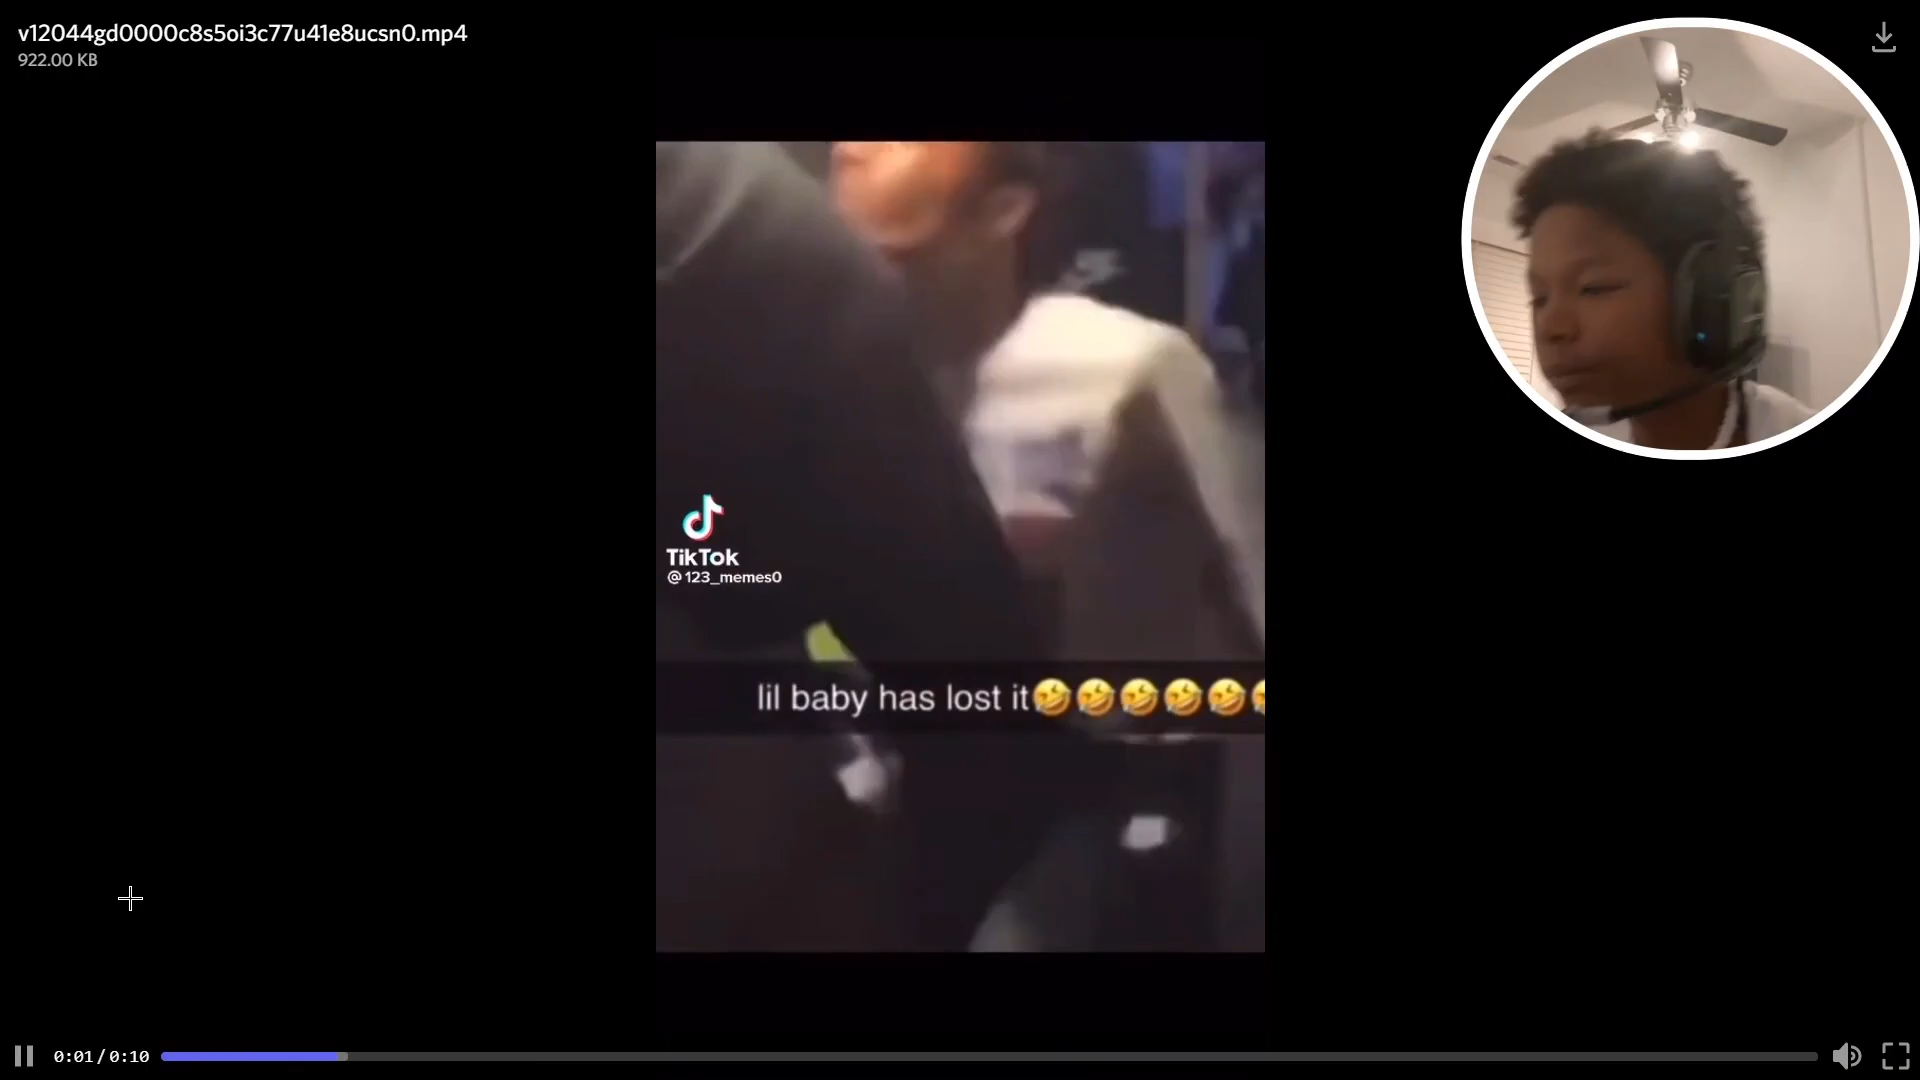 v12044gd0000c8s5oi3c77u41e8ucsn0.mp4
922.00 KB
TikTok
@123_memes0
lil baby has lost it🤣🤣🤣🤣🤣
0:01/0:10